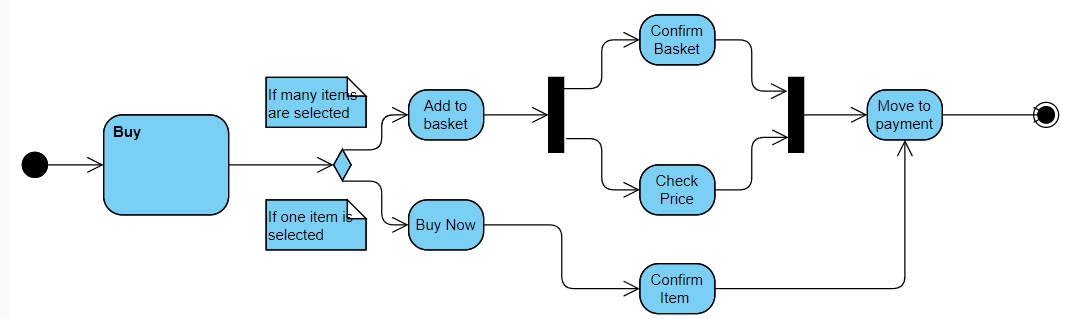 Buy
If many items
are selected
If one item is
selected
Add to
basket
Buy Now
Confirm
Basket
Check
Price
Confirm
Item
Move to
payment